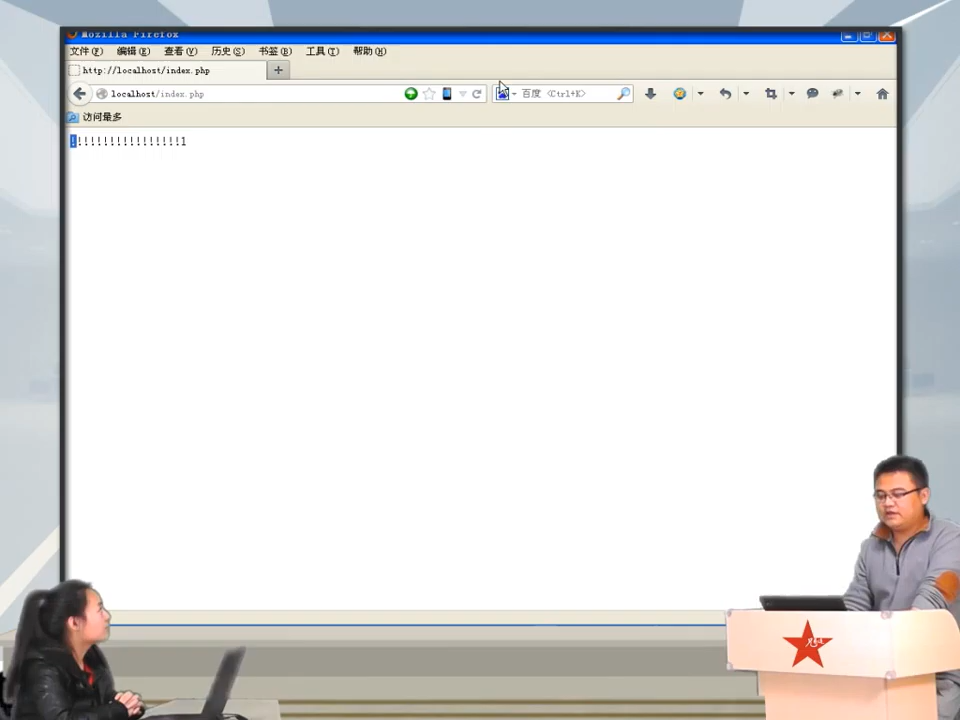 Mozilla Firefox
文件(F) 编辑(E) 查看(V) 历史(S) 书签(B) 工具(T) 帮助(H)
http://localhost/index.php +
localhost/index.php 百度 <Ctrl+K>
访问最多
!!!!!!!!!!!!!!!!!1